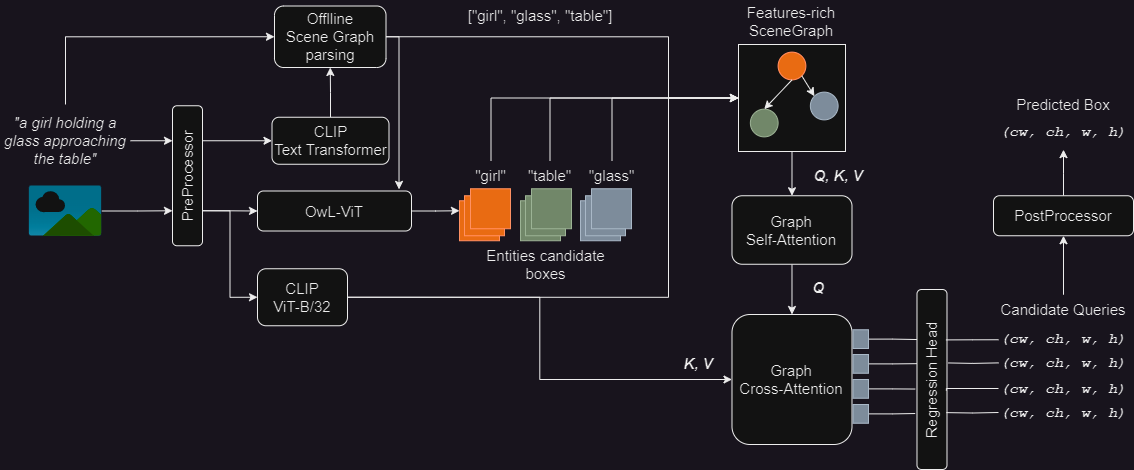 Offlline
Scene Graph
parsing
["girl", "glass", "table"]
Features-rich
SceneGraph
"a girl holding a
glass approaching
the table"
PreProcessor
CLIP
Text Transformer
OwL-ViT
CLIP
ViT-B/32
"girl"
"table"
"glass"
Entities candidate
boxes
Q, K, V
Graph
Self-Attention
Q
K, V
Graph
Cross-Attention
Regression Head
Predicted Box
(cw, ch, w, h)
PostProcessor
Candidate Queries
(cw, ch, w, h)
(cw, ch, w, h)
(cw, ch, w, h)
(cw, ch, w, h)